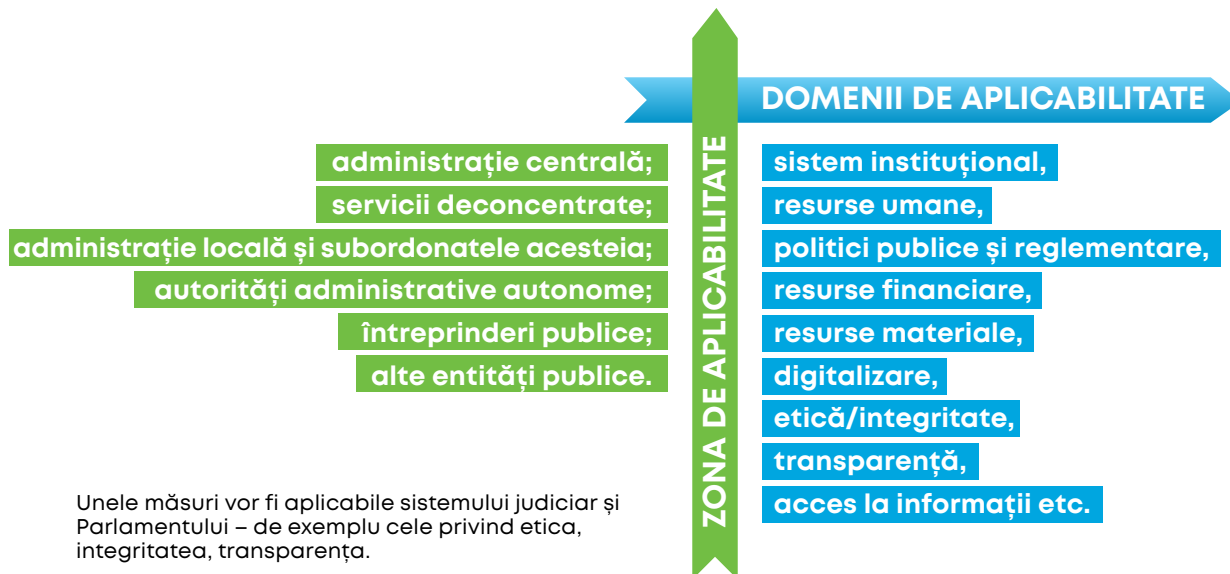 DOMENII DE APLICABILITATE
ZONA DE APLICABILITATE
administrație centrală;
servicii deconcentrate;
administrație locală și subordonatele acesteia;
autorități administrative autonome;
întreprinderi publice;
alte entități publice.
sistem instituțional,
resurse umane,
politici publice și reglementare,
resurse financiare,
resurse materiale,
digitalizare,
etică/integritate,
transparență,
acces la informații etc.
Unele măsuri vor fi aplicabile sistemului judiciar și
Parlamentului – de exemplu cele privind etica,
integritatea, transparența.